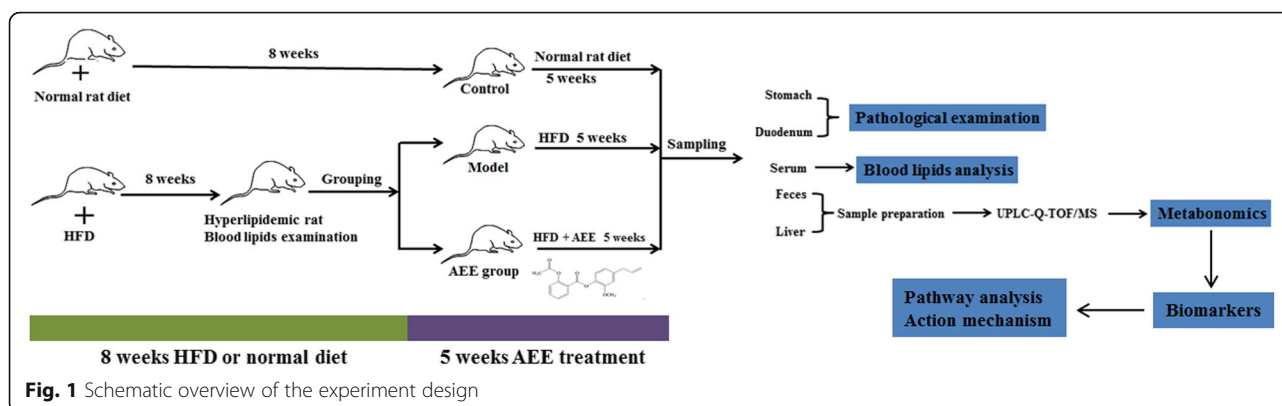 8 weeks
Normal rat diet
Control
Normal rat diet
5 weeks
HFD
8 weeks
Hyperlipidemic rat
Blood lipids examination
Grouping
Model
HFD 5 weeks
AEE group
HFD + AEE 5 weeks
H₃C
O
O
O
O
OCH₃
Sampling
Stomach
Duodenum
Pathological examination
Serum
Blood lipids analysis
Feces
Liver
Sample preparation
UPLC-Q-TOF/MS
Metabonomics
Biomarkers
Pathway analysis
Action mechanism
8 weeks HFD or normal diet
5 weeks AEE treatment
Fig. 1 Schematic overview of the experiment design